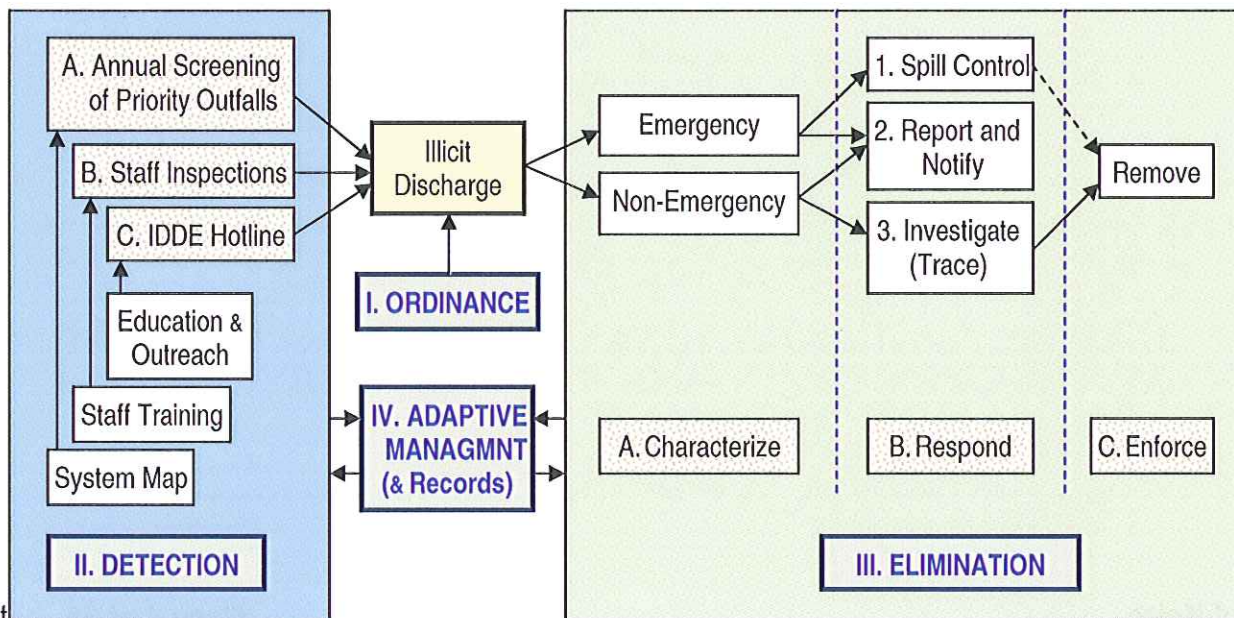 A. Annual Screening
of Priority Outfalls
B. Staff Inspections
C. IDDE Hotline
Education &
Outreach
Staff Training
System Map
II. DETECTION
Illicit
Discharge
I. ORDINANCE
IV. ADAPTIVE
MANAGMNT
(& Records)
Emergency
Non-Emergency
1. Spill Control
2. Report and
Notify
3. Investigate
(Trace)
Remove
A. Characterize
B. Respond
C. Enforce
III. ELIMINATION